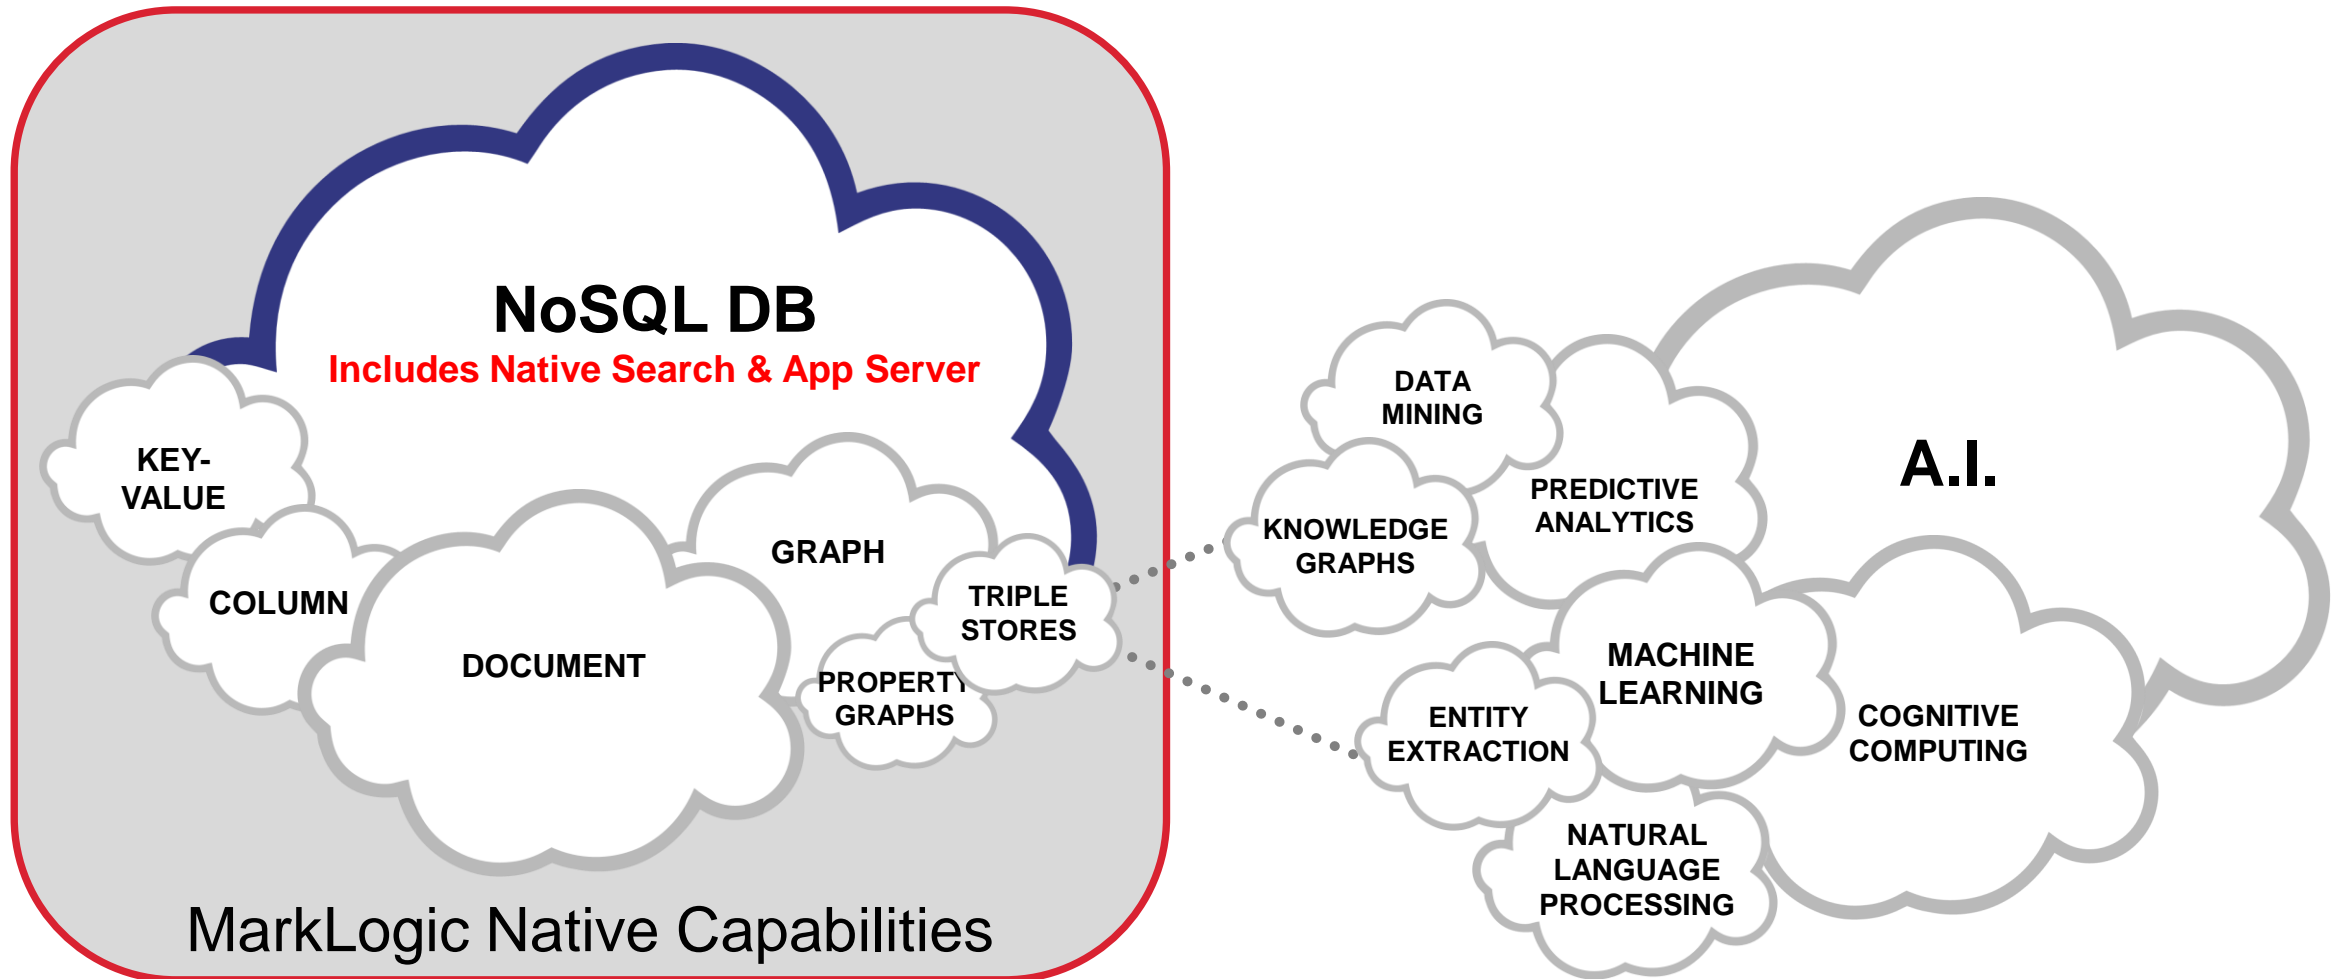 NoSQL DB
Includes Native Search & App Server
KEY-
VALUE
COLUMN
DOCUMENT
GRAPH
TRIPLE
STORES
PROPERTY
GRAPHS
MarkLogic Native Capabilities
DATA
MINING
KNOWLEDGE
GRAPHS
PREDICTIVE
ANALYTICS
A.I.
MACHINE
LEARNING
ENTITY
EXTRACTION
COGNITIVE
COMPUTING
NATURAL
LANGUAGE
PROCESSING